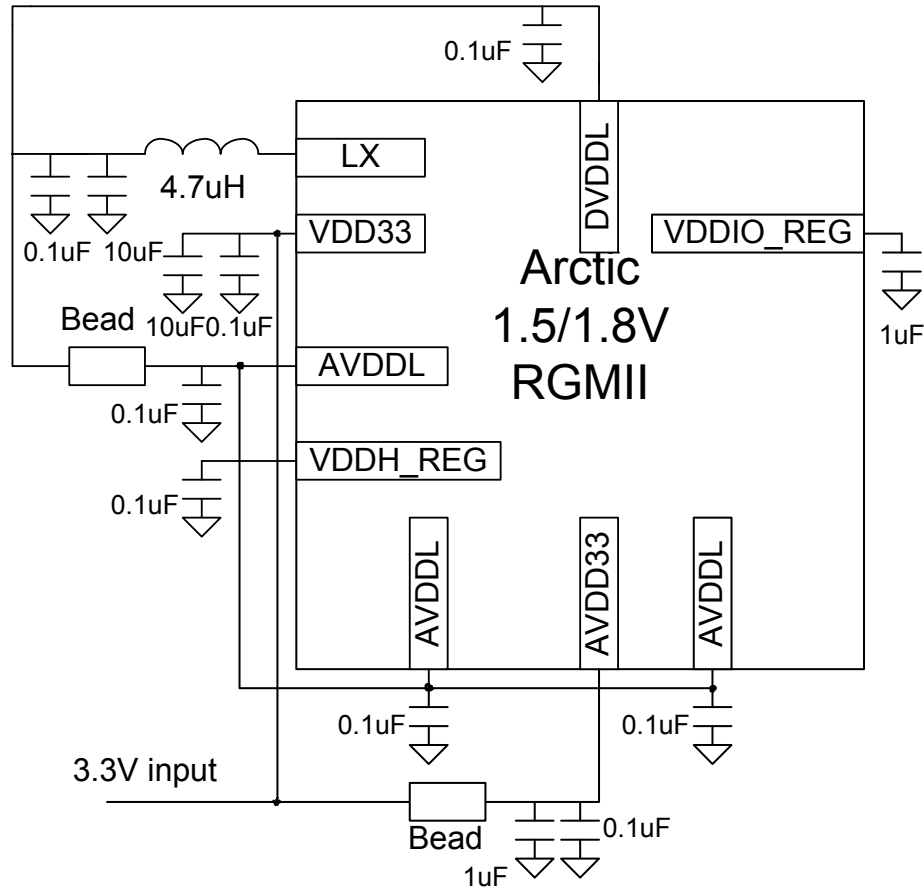 0.1uF
LX
DVDDL
4.7uH
0.1uF
10uF
VDD33
VDDIO_REG
Arctic
1.5/1.8V
RGMII
10uF
0.1uF
1uF
Bead
AVDDL
0.1uF
VDDH_REG
0.1uF
AVDDL
AVDD33
AVDDL
0.1uF
0.1uF
3.3V input
Bead
0.1uF
1uF